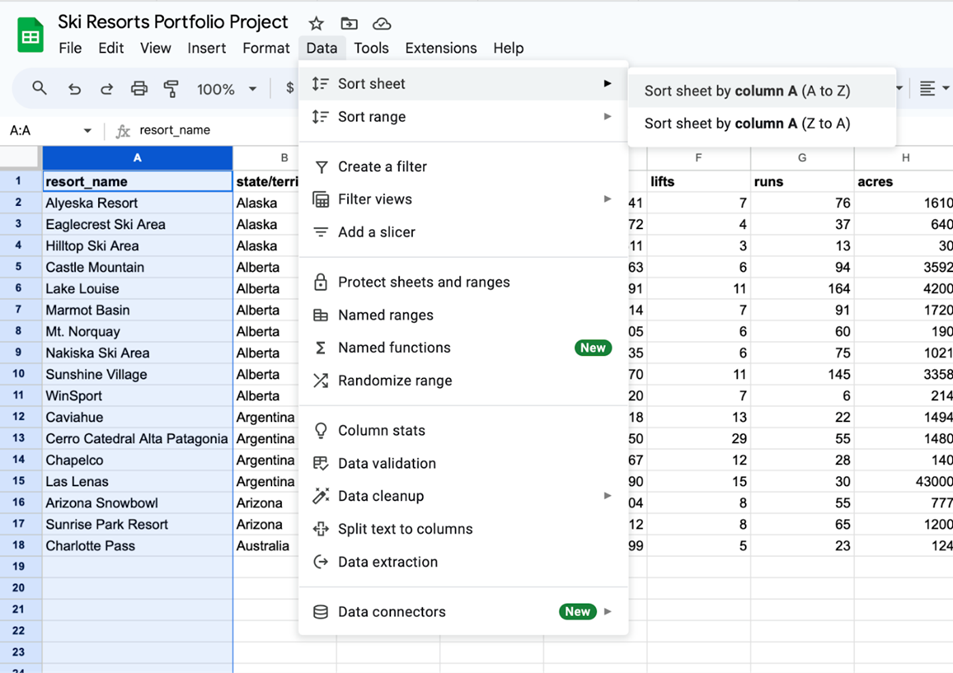 Ski Resorts Portfolio Project
File Edit View Insert Format Data Tools Extensions Help
100% $
A:A fx resort_name
Sort sheet
Sort range
Create a filter
Filter views
Add a slicer
Protect sheets and ranges
Named ranges
Named functions New
Randomize range
Column stats
Data validation
Data cleanup
Split text to columns
Data extraction
Data connectors New
Sort sheet by column A (A to Z)
Sort sheet by column A (Z to A)
A B F G H
1 resort_name state/terri lifts runs acres
2 Alyeska Resort Alaska 41 7 76 1610
3 Eaglecrest Ski Area Alaska 72 4 37 640
4 Hilltop Ski Area Alaska 11 3 13 30
5 Castle Mountain Alberta 63 6 94 3592
6 Lake Louise Alberta 91 11 164 4200
7 Marmot Basin Alberta 14 7 91 1720
8 Mt. Norquay Alberta 05 6 60 190
9 Nakiska Ski Area Alberta 35 6 75 1021
10 Sunshine Village Alberta 70 11 145 3358
11 WinSport Alberta 20 7 6 214
12 Caviahue Argentina 18 13 22 1494
13 Cerro Catedral Alta Patagonia Argentina 50 29 55 1480
14 Chapelco Argentina 67 12 28 140
15 Las Lenas Argentina 90 15 30 43000
16 Arizona Snowbowl Arizona 04 8 55 777
17 Sunrise Park Resort Arizona 12 8 65 1200
18 Charlotte Pass Australia 99 5 23 124
19
20
21
22
23